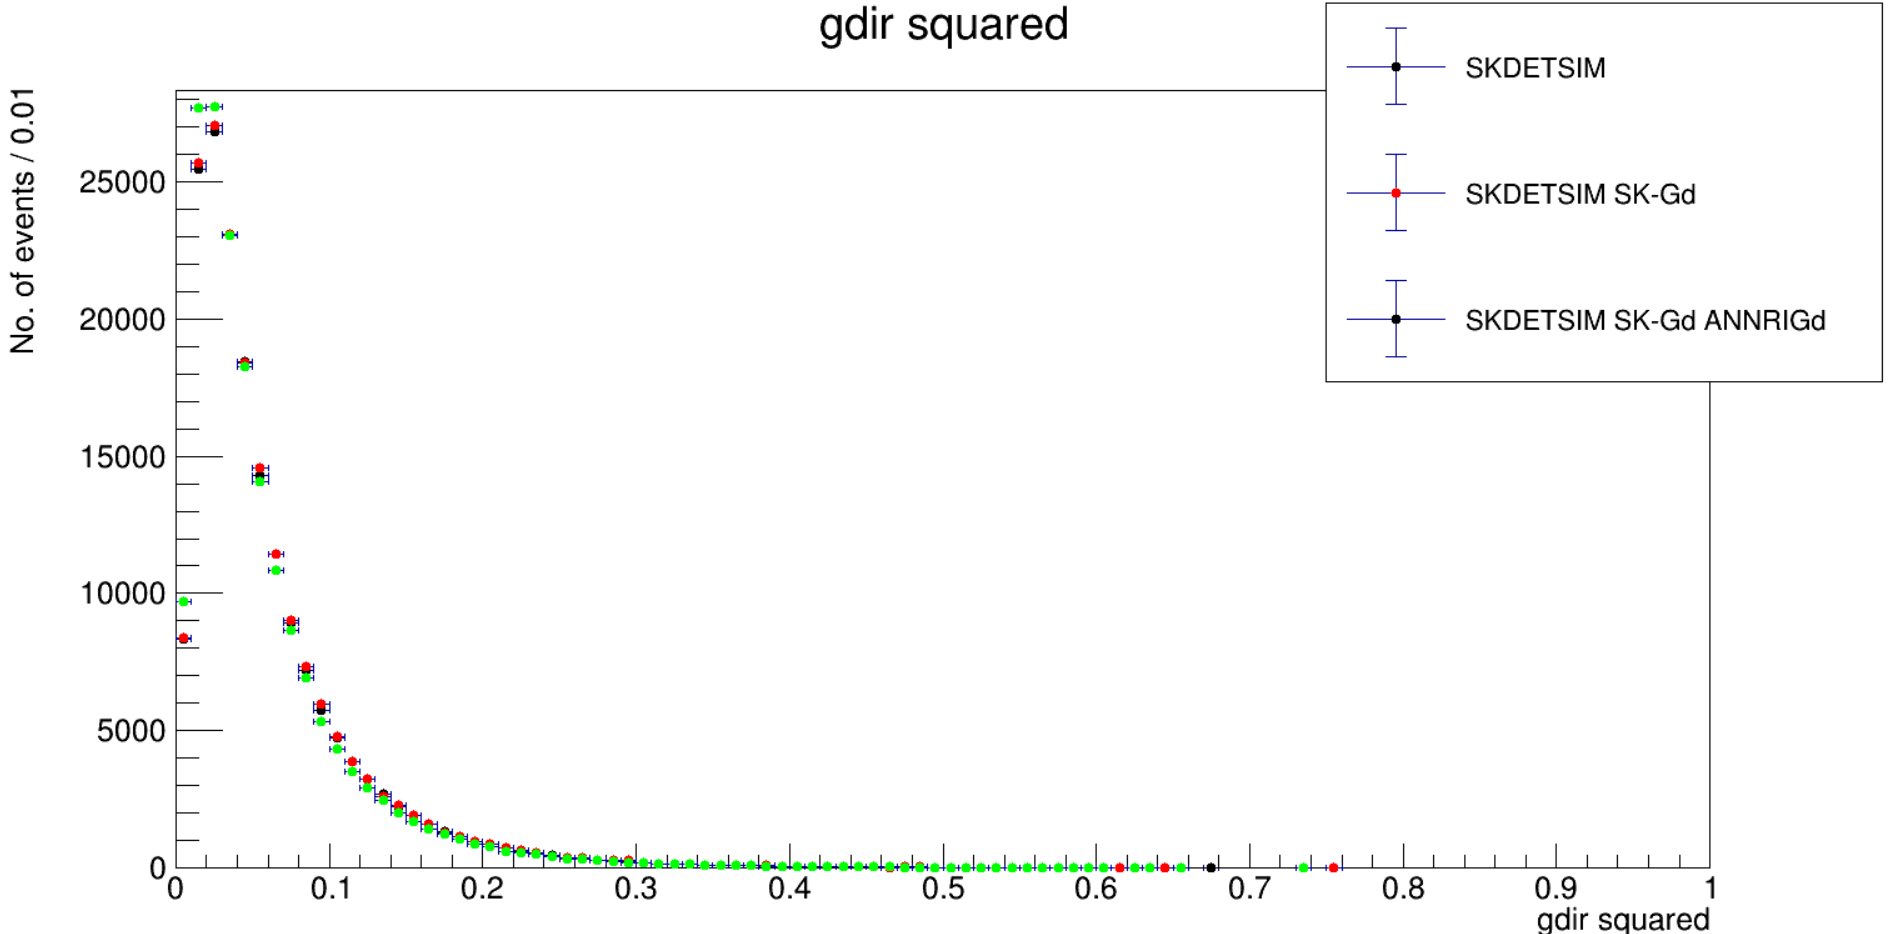 gdir squared
SKDETSIM
SKDETSIM SK-Gd
SKDETSIM SK-Gd ANNRIGd
No. of events / 0.01
25000
20000
15000
10000
5000
0
0 0.1 0.2 0.3 0.4 0.5 0.6 0.7 0.8 0.9 1
gdir squared